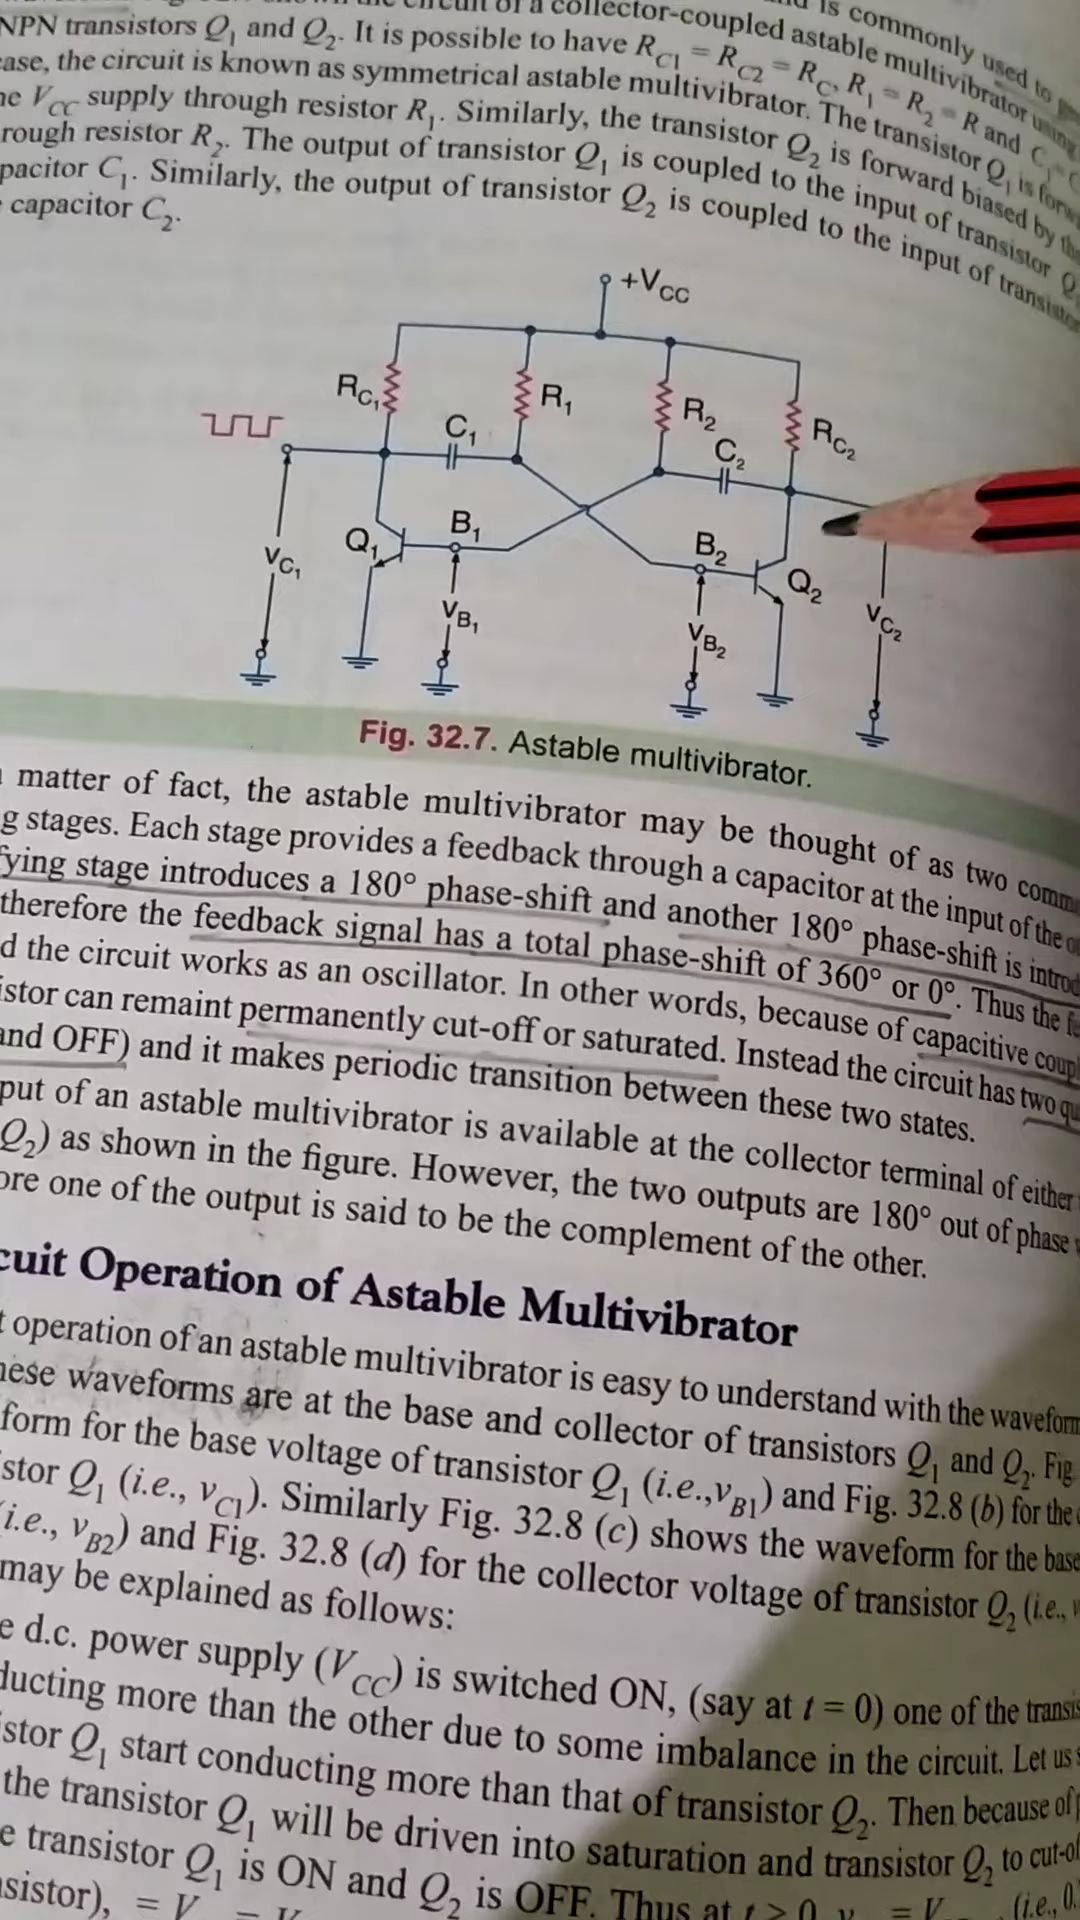 is commonly used to
of a collector-coupled astable multivibrator using
NPN transistors Q1 and Q2. It is possible to have RC1 = RC2 = RC, R1 = R2 = R and C1 = C
ase, the circuit is known as symmetrical astable multivibrator. The transistor Q1 is forw
he VCC supply through resistor R1. Similarly, the transistor Q2 is forward biased by the
rough resistor R2. The output of transistor Q1 is coupled to the input of transistor Q
pacitor C1. Similarly, the output of transistor Q2 is coupled to the input of transistor
capacitor C2.
+VCC
RC1
R1
R2
RC2
C1
C2
Q1
B1
B2
Q2
vC1
vB1
vB2
vC2
Fig. 32.7. Astable multivibrator.
matter of fact, the astable multivibrator may be thought of as two comm
g stages. Each stage provides a feedback through a capacitor at the input of the o
fying stage introduces a 180° phase-shift and another 180° phase-shift is introd
therefore the feedback signal has a total phase-shift of 360° or 0°. Thus the f
d the circuit works as an oscillator. In other words, because of capacitive coup
istor can remaint permanently cut-off or saturated. Instead the circuit has two qu
and OFF) and it makes periodic transition between these two states.
put of an astable multivibrator is available at the collector terminal of either
Q2) as shown in the figure. However, the two outputs are 180° out of phase
ore one of the output is said to be the complement of the other.
cuit Operation of Astable Multivibrator
t operation of an astable multivibrator is easy to understand with the waveform
hese waveforms are at the base and collector of transistors Q1 and Q2. Fig.
form for the base voltage of transistor Q1 (i.e.,vB1) and Fig. 32.8 (b) for the
stor Q1 (i.e., vC1). Similarly Fig. 32.8 (c) shows the waveform for the base
(i.e., vB2) and Fig. 32.8 (d) for the collector voltage of transistor Q2 (i.e., v
may be explained as follows:
e d.c. power supply (VCC) is switched ON, (say at t = 0) one of the transis
ducting more than the other due to some imbalance in the circuit. Let us
istor Q1 start conducting more than that of transistor Q2. Then because of p
the transistor Q1 will be driven into saturation and transistor Q2 to cut-of
e transistor Q1 is ON and Q2 is OFF. Thus at t > 0, v = V (i.e., 0.
sistor), = V